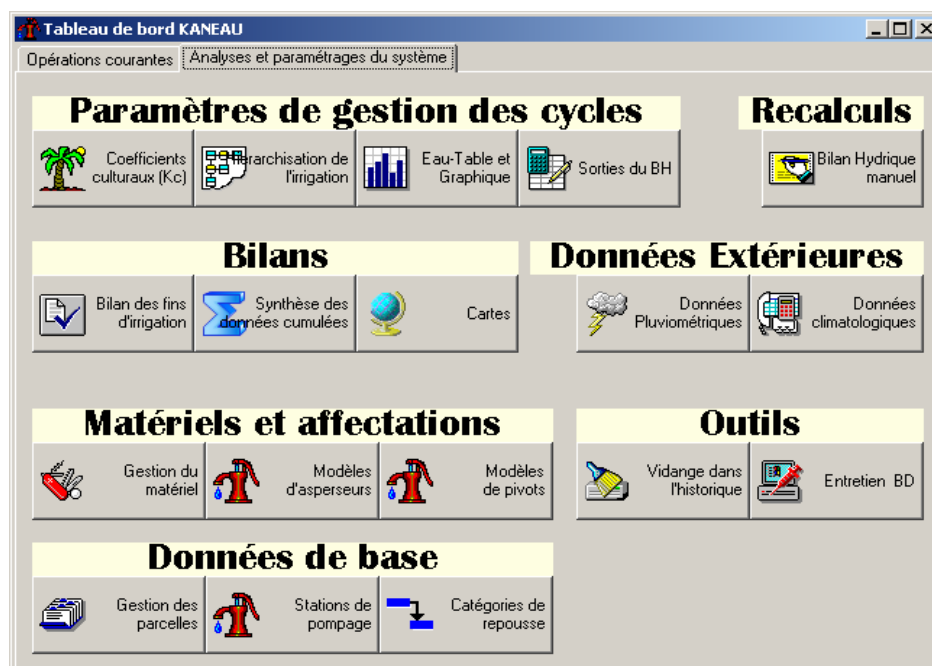 Tableau de bord KANEAU
Opérations courantes Analyses et paramétrages du système
Paramètres de gestion des cycles
Recalculs
Coefficients
culturaux (Kc)
Hiérarchisation de
l'irrigation
Eau-Table et
Graphique
Sorties du BH
Bilan Hydrique
manuel
Bilans
Données Extérieures
Bilan des fins
d'irrigation
Synthèse des
données cumulées
Cartes
Données
Pluviométriques
Données
climatologiques
Matériels et affectations
Outils
Gestion du
matériel
Modèles
d'asperseurs
Modèles
de pivots
Vidange dans
l'historique
Entretien BD
Données de base
Gestion des
parcelles
Stations de
pompage
Catégories de
repousse